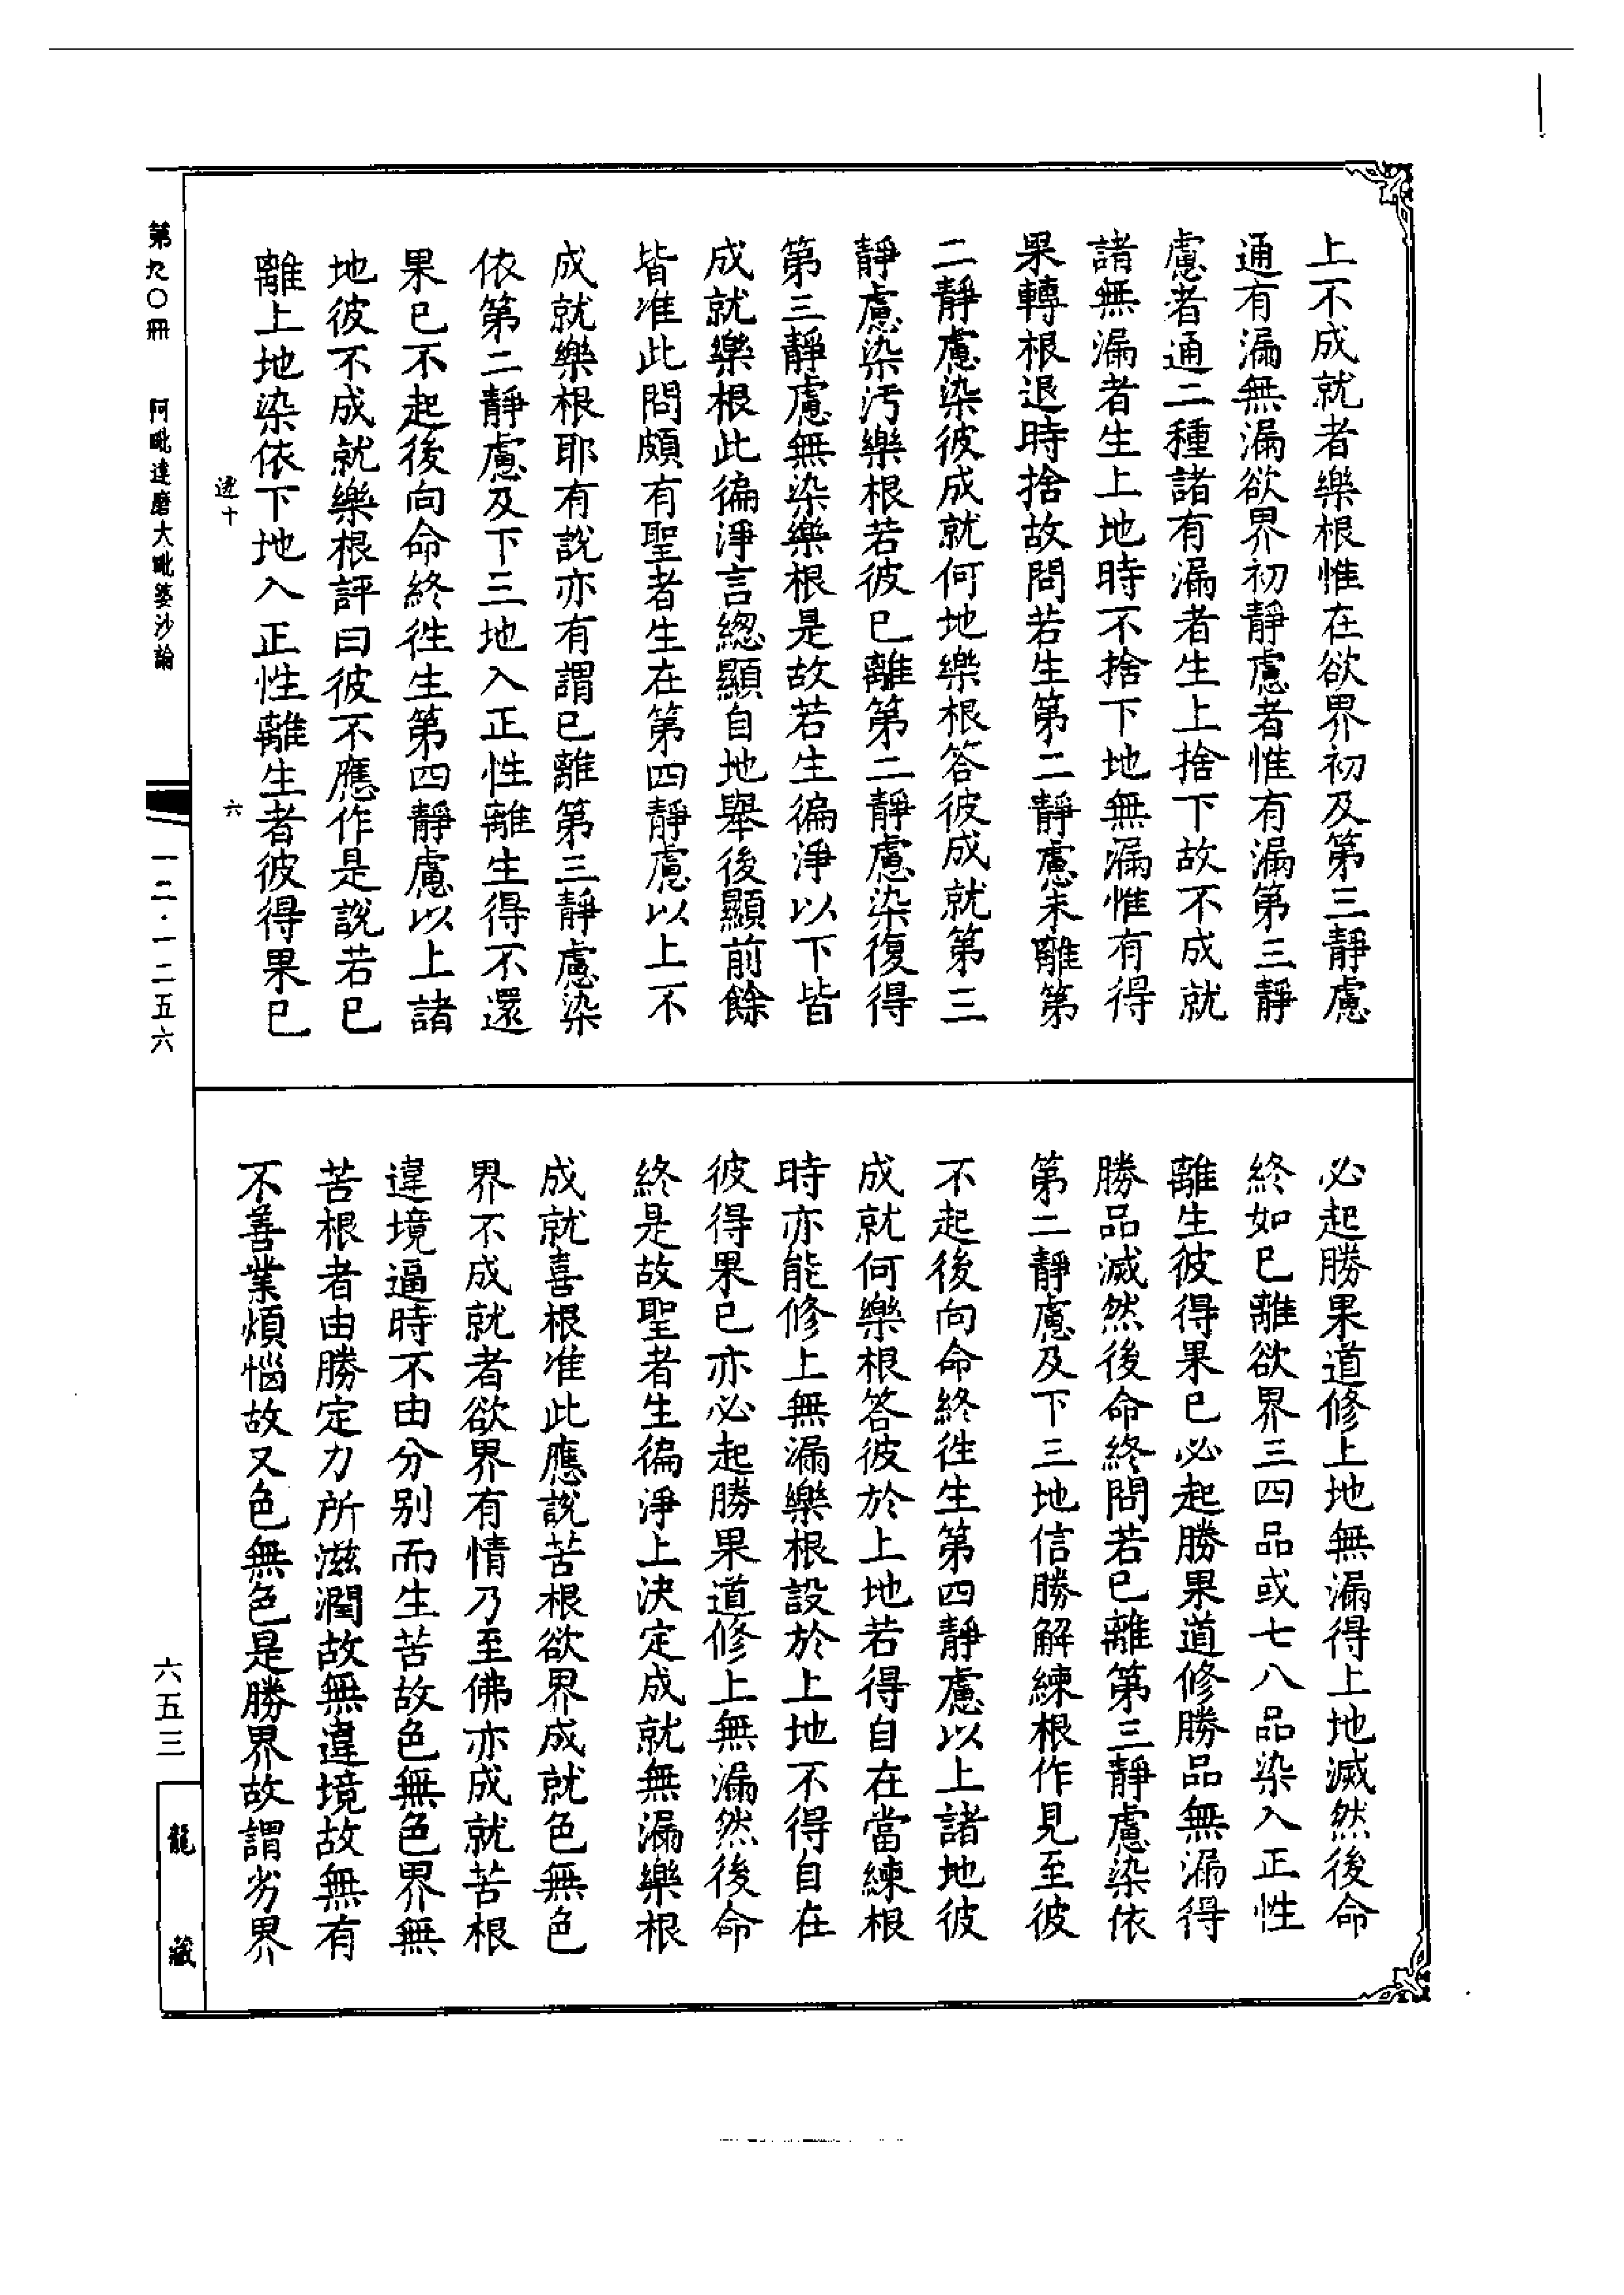 上不成就者樂根惟在欲界初及第三靜慮
通有漏無漏欲界初靜慮者惟有漏第三靜
慮者通二種諸有漏者生上捨下故不成就
諸無漏者生上地時不捨下地無漏惟有得
果轉根退時捨故問若生第二靜慮未離第
二靜慮染彼成就何地樂根答彼成就第三
靜慮染污樂根若彼已離第二靜慮染復得
第三靜慮無染樂根是故若生徧淨以下皆
成就樂根此徧淨言總顯自地舉後顯前餘
皆准此問頗有聖者生在第四靜慮以上不
成就樂根耶有說亦有謂已離第三靜慮染
依第二靜慮及下三地入正性離生得不還
果已不起後向命終徃生第四靜慮以上諸
地彼不成就樂根評曰彼不應作是說若已
離上地染依下地入正性離生者彼得果已
必起勝果道修上地無漏得上地滅然後命
終如已離欲界三四品或七八品染入正性
離生彼得果已必起勝果道修勝品無漏得
勝品滅然後命終問若已離第三靜慮染依
第二靜慮及下三地信勝解練根作見至彼
不起後向命終徃生第四靜慮以上諸地彼
成就何樂根答彼於上地若得自在當練根
時亦能修上無漏樂根設於上地不得自在
彼得果已亦必起勝果道修上無漏然後命
終是故聖者生徧淨上決定成就無漏樂根
成就喜根准此應說苦根欲界成就色無色
界不成就者欲界有情乃至佛亦成就苦根
違境逼時不由分别而生苦故色無色界無
苦根者由勝定力所滋潤故無違境故無有
不善業煩惱故又色無色是勝界故謂劣界
第九〇冊 阿毗達磨大毗婆沙論
十 六
一二·一二五六
六五三
龍藏